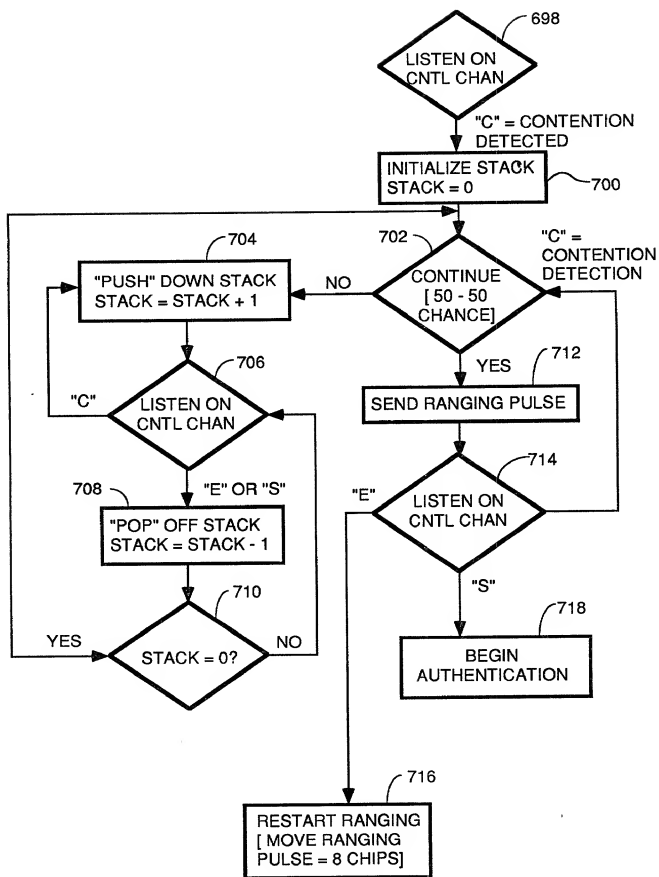 698
LISTEN ON
CNTL CHAN
"C" = CONTENTION
DETECTED
INITIALIZE STACK
STACK = 0
700
704
"PUSH" DOWN STACK
STACK = STACK + 1
NO
702
CONTINUE
[ 50 - 50
CHANCE]
"C" =
CONTENTION
DETECTION
YES
712
SEND RANGING PULSE
706
LISTEN ON
CNTL CHAN
"C"
"E" OR "S"
708
"POP" OFF STACK
STACK = STACK - 1
714
LISTEN ON
CNTL CHAN
"E"
"S"
710
STACK = 0?
YES
NO
718
BEGIN
AUTHENTICATION
716
RESTART RANGING
[ MOVE RANGING
PULSE = 8 CHIPS]